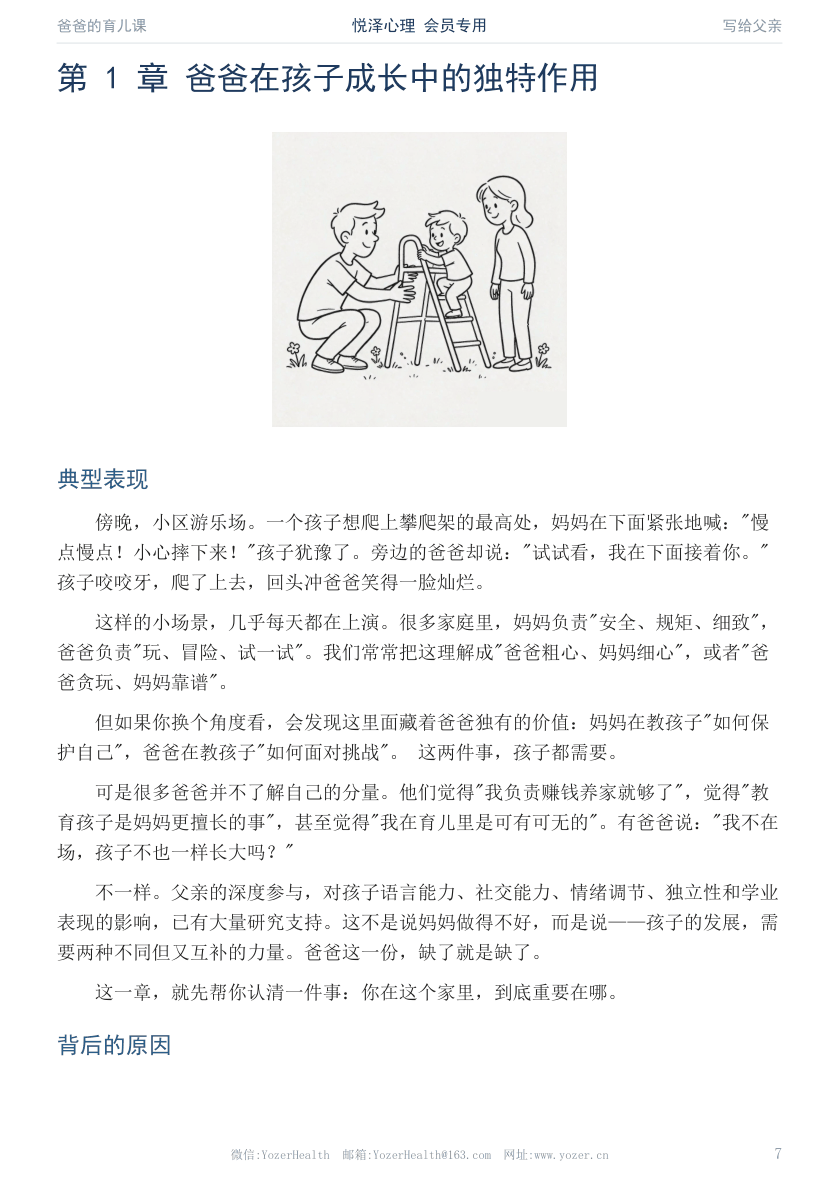 爸爸的育儿课 悦泽心理 会员专用 写给父亲
第 1 章 爸爸在孩子成长中的独特作用
典型表现
傍晚，小区游乐场。一个孩子想爬上攀爬架的最高处，妈妈在下面紧张地喊："慢
点慢点！小心摔下来！"孩子犹豫了。旁边的爸爸却说："试试看，我在下面接着你。"
孩子咬咬牙，爬了上去，回头冲爸爸笑得一脸灿烂。
这样的小场景，几乎每天都在上演。很多家庭里，妈妈负责"安全、规矩、细致"，
爸爸负责"玩、冒险、试一试"。我们常常把这理解成"爸爸粗心、妈妈细心"，或者"爸
爸贪玩、妈妈靠谱"。
但如果你换个角度看，会发现这里面藏着爸爸独有的价值：妈妈在教孩子"如何保
护自己"，爸爸在教孩子"如何面对挑战"。 这两件事，孩子都需要。
可是很多爸爸并不了解自己的分量。他们觉得"我负责赚钱养家就够了"，觉得"教
育孩子是妈妈更擅长的事"，甚至觉得"我在育儿里是可有可无的"。有爸爸说："我不在
场，孩子不也一样长大吗？"
不一样。父亲的深度参与，对孩子语言能力、社交能力、情绪调节、独立性和学业
表现的影响，已有大量研究支持。这不是说妈妈做得不好，而是说——孩子的发展，需
要两种不同但又互补的力量。爸爸这一份，缺了就是缺了。
这一章，就先帮你认清一件事：你在这个家里，到底重要在哪。
背后的原因
微信:YozerHealth 邮箱:YozerHealth@163.com 网址:www.yozer.cn 7